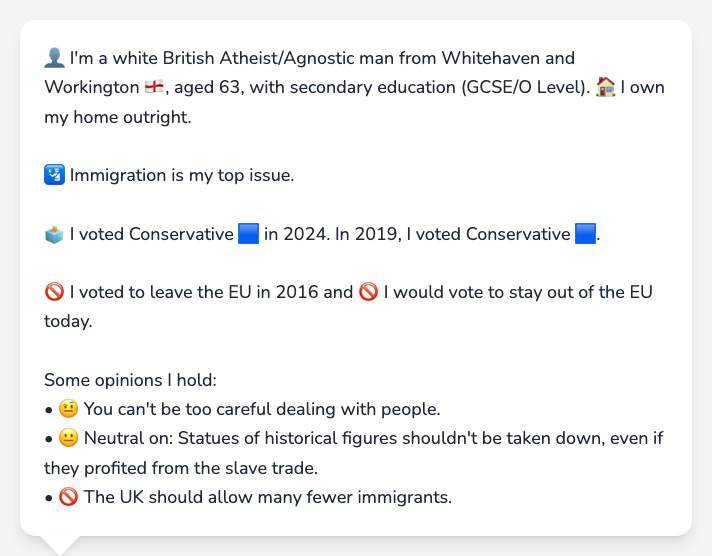 👤 I'm a white British Atheist/Agnostic man from Whitehaven and
Workington 🏴󠁧󠁢󠁥󠁮󠁧󠁿, aged 63, with secondary education (GCSE/O Level). 🏠 I own
my home outright.
🛂 Immigration is my top issue.
🗳️ I voted Conservative 🟦 in 2024. In 2019, I voted Conservative 🟦.
🚫 I voted to leave the EU in 2016 and 🚫 I would vote to stay out of the EU
today.
Some opinions I hold:
• 🤨 You can't be too careful dealing with people.
• 😐 Neutral on: Statues of historical figures shouldn't be taken down, even if
they profited from the slave trade.
• 🚫 The UK should allow many fewer immigrants.